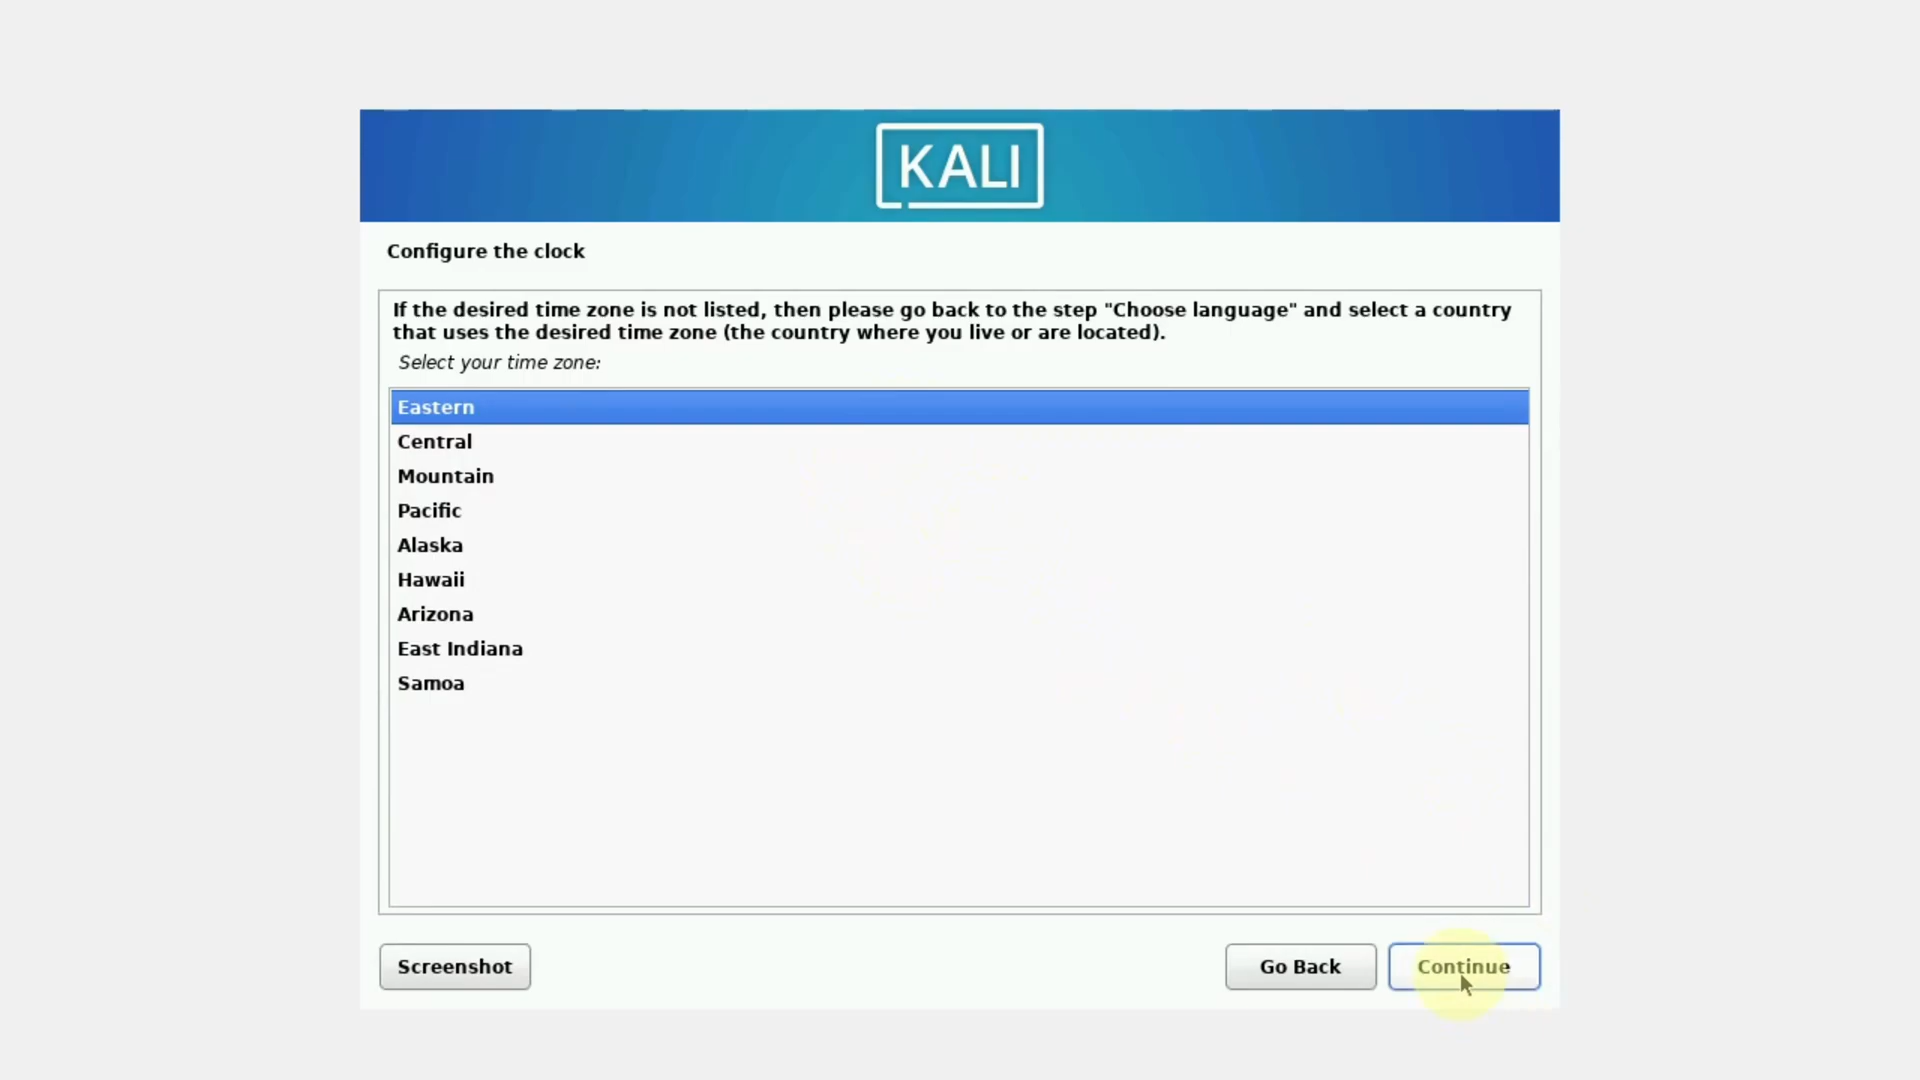 KALI
Configure the clock
If the desired time zone is not listed, then please go back to the step "Choose language" and select a country
that uses the desired time zone (the country where you live or are located).
Select your time zone:
Eastern
Central
Mountain
Pacific
Alaska
Hawaii
Arizona
East Indiana
Samoa
Screenshot
Go Back
Continue